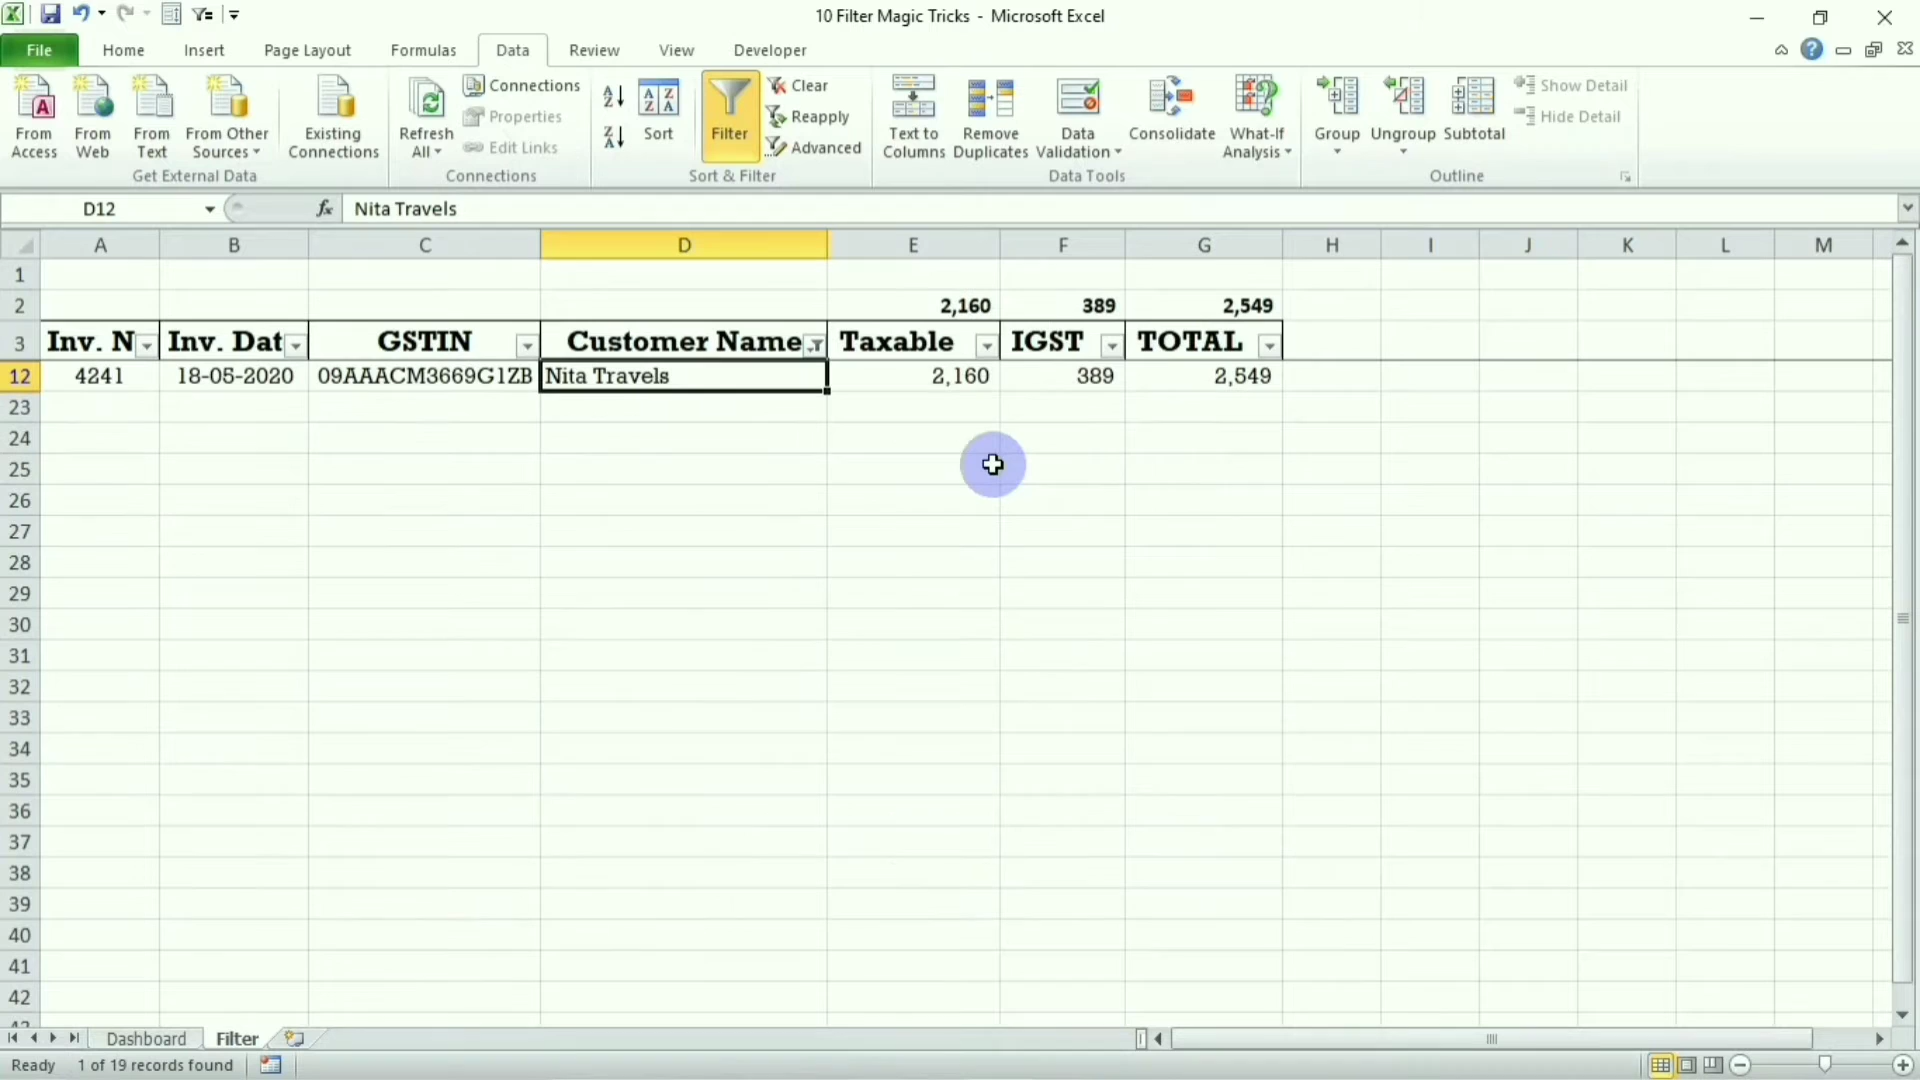 10 Filter Magic Tricks - Microsoft Excel
File Home Insert Page Layout Formulas Data Review View Developer
From Access
From Web
From Text
From Other Sources
Existing Connections
Get External Data
Refresh All
Connections
Properties
Edit Links
Connections
Sort
Filter
Clear
Reapply
Advanced
Sort & Filter
Text to Columns
Remove Duplicates
Data Validation
Consolidate
What-If Analysis
Data Tools
Group
Ungroup
Subtotal
Show Detail
Hide Detail
Outline
D12 fx Nita Travels
A B C D E F G H I J K L M
1
2 2,160 389 2,549
3 Inv. N Inv. Dat GSTIN Customer Name Taxable IGST TOTAL
12 4241 18-05-2020 09AAACM3669G1ZB Nita Travels 2,160 389 2,549
23
24
25
26
27
28
29
30
31
32
33
34
35
36
37
38
39
40
41
42
Dashboard Filter
Ready 1 of 19 records found